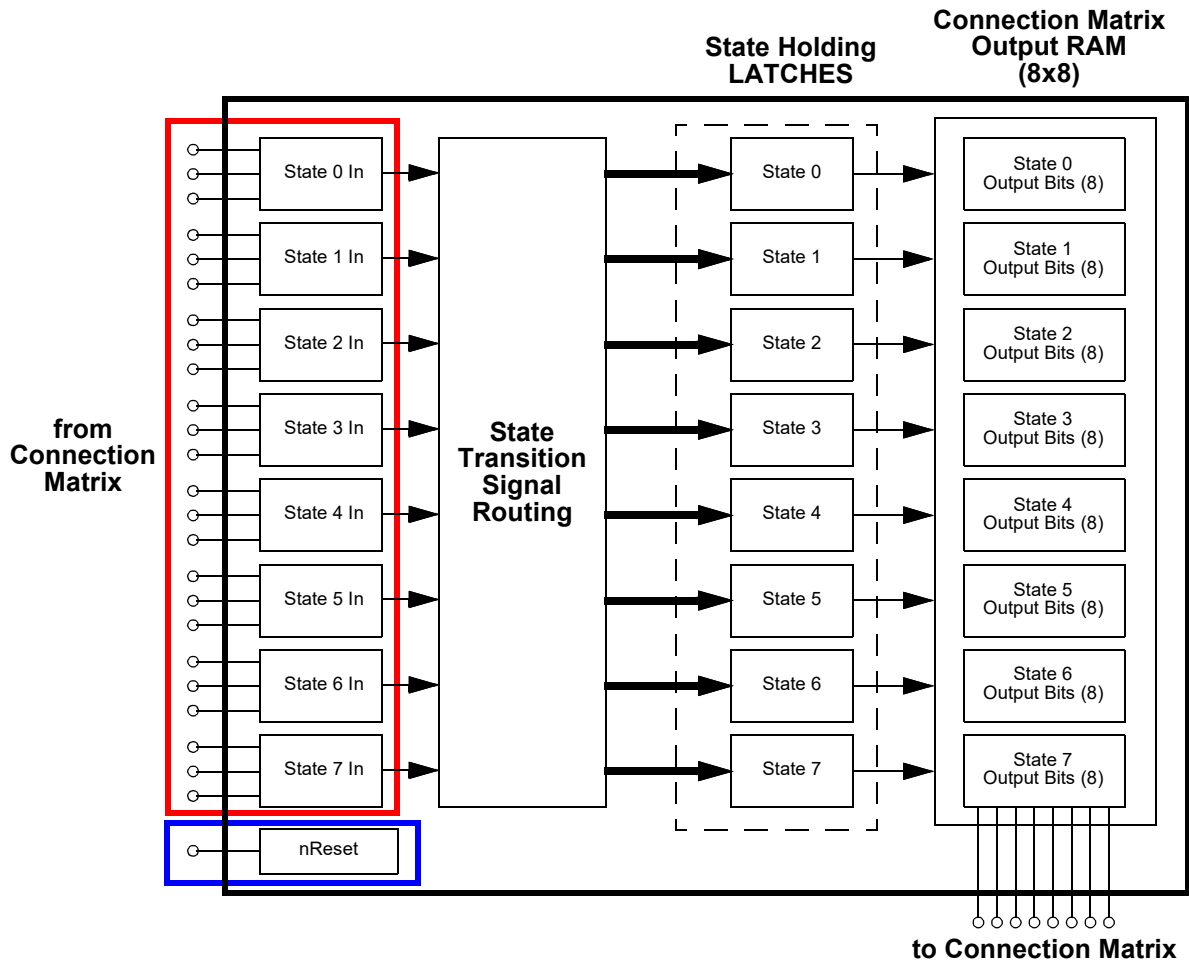 Connection Matrix
Output RAM
(8x8)
State Holding
LATCHES
from
Connection
Matrix
State 0 In
State 1 In
State 2 In
State 3 In
State 4 In
State 5 In
State 6 In
State 7 In
nReset
State
Transition
Signal
Routing
State 0
State 1
State 2
State 3
State 4
State 5
State 6
State 7
State 0
Output Bits (8)
State 1
Output Bits (8)
State 2
Output Bits (8)
State 3
Output Bits (8)
State 4
Output Bits (8)
State 5
Output Bits (8)
State 6
Output Bits (8)
State 7
Output Bits (8)
to Connection Matrix